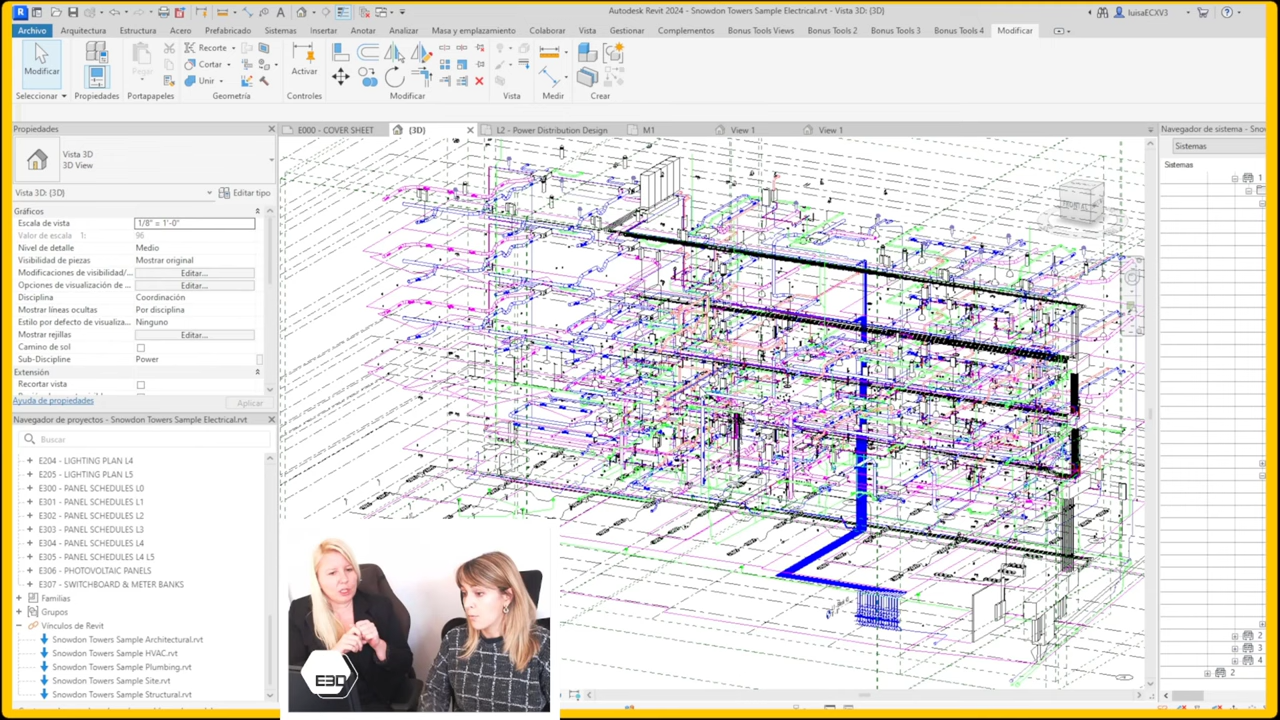 Autodesk Revit 2024 - Snowdon Towers Sample Electrical.rvt - Vista 3D: {3D}
luisaECXV3
Archivo Arquitectura Estructura Acero Prefabricado Sistemas Insertar Anotar Analizar Masa y emplazamiento Colaborar Vista Gestionar Complementos Bonus Tools Views Bonus Tools 2 Bonus Tools 3 Bonus Tools 4 Modificar
Recorte
Cortar
Unir
Modificar
Pegar
Activar
Seleccionar Propiedades Portapapeles Geometría Controles Modificar Vista Medir Crear
Propiedades
E000 - COVER SHEET
{3D}
L2 - Power Distribution Design
M1
View 1
View 1
Navegador de sistema - Snov
Sistemas
Sistemas
1
Vista 3D
3D View
Vista 3D: {3D}
Editar tipo
Gráficos
Escala de vista 1/8" = 1'-0"
Valor de escala 1: 96
Nivel de detalle Medio
Visibilidad de piezas Mostrar original
Modificaciones de visibilidad/... Editar...
Opciones de visualización de ... Editar...
Disciplina Coordinación
Mostrar líneas ocultas Por disciplina
Estilo por defecto de visualiza... Ninguno
Mostrar rejillas Editar...
Camino de sol
Sub-Discipline Power
Extensión
Recortar vista
Ayuda de propiedades
Aplicar
Navegador de proyectos - Snowdon Towers Sample Electrical.rvt
Buscar
E204 - LIGHTING PLAN L4
E205 - LIGHTING PLAN L5
E300 - PANEL SCHEDULES L0
E301 - PANEL SCHEDULES L1
E302 - PANEL SCHEDULES L2
E303 - PANEL SCHEDULES L3
E304 - PANEL SCHEDULES L4
E305 - PANEL SCHEDULES L4 L5
E306 - PHOTOVOLTAIC PANELS
E307 - SWITCHBOARD & METER BANKS
Familias
Grupos
Vínculos de Revit
Snowdon Towers Sample Architectural.rvt
Snowdon Towers Sample HVAC.rvt
Snowdon Towers Sample Plumbing.rvt
Snowdon Towers Sample Site.rvt
Snowdon Towers Sample Structural.rvt
2
3
4
2
E3D